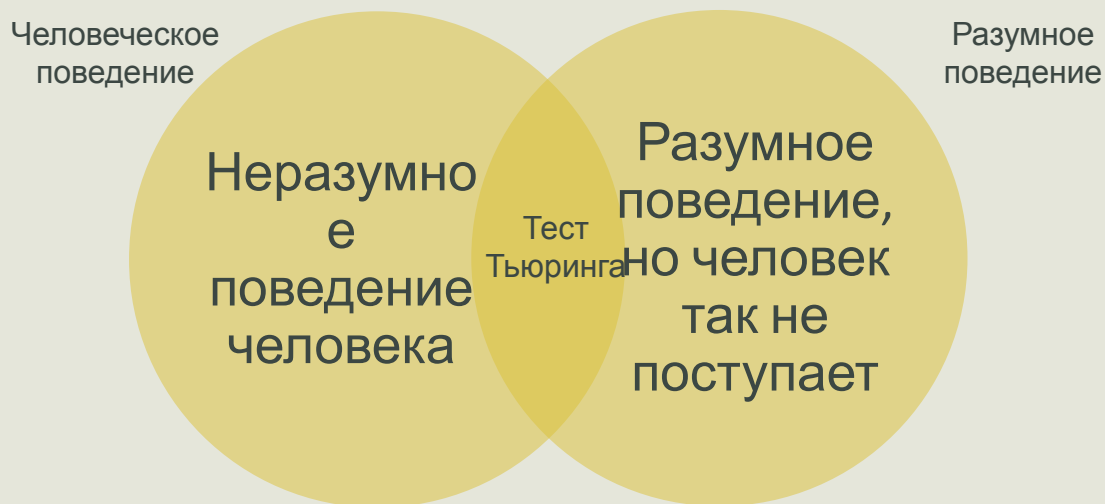 Человеческое
поведение
Разумное
поведение
Неразумно
е
поведение
человека
Тест
Тьюринга
Разумное
поведение,
но человек
так не
поступает